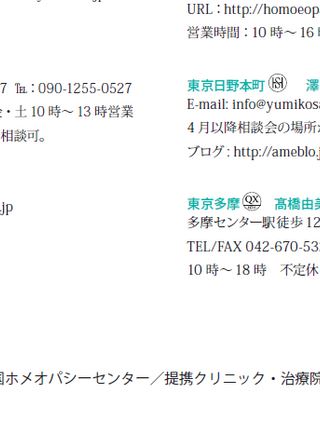 URL：http://homoeop
営業時間：10 時〜 16
7　℡：090-1255-0527
・土 10 時〜 13 時営業
相談可。
.jp
東京日野本町　澤
E-mail: info@yumikosa
4 月以降相談会の場所
ブログ : http://ameblo.j
東京多摩　QX　高橋由美
多摩センター駅徒歩 12
TEL/FAX 042-670-53
10 時〜 18 時　不定休
国ホメオパシーセンター／提携クリニック・治療院